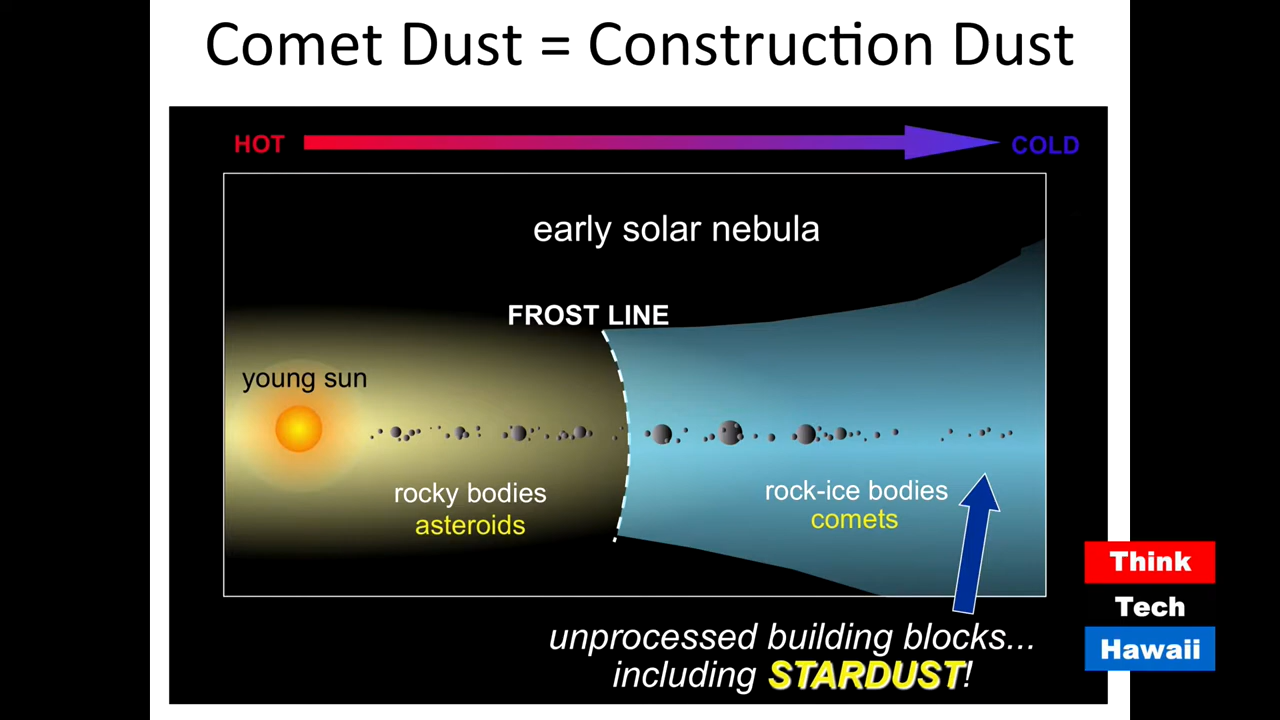 Comet Dust = Construction Dust
HOT
COLD
early solar nebula
FROST LINE
young sun
rocky bodies
asteroids
rock-ice bodies
comets
unprocessed building blocks...
including STARDUST!
Think
Tech
Hawaii